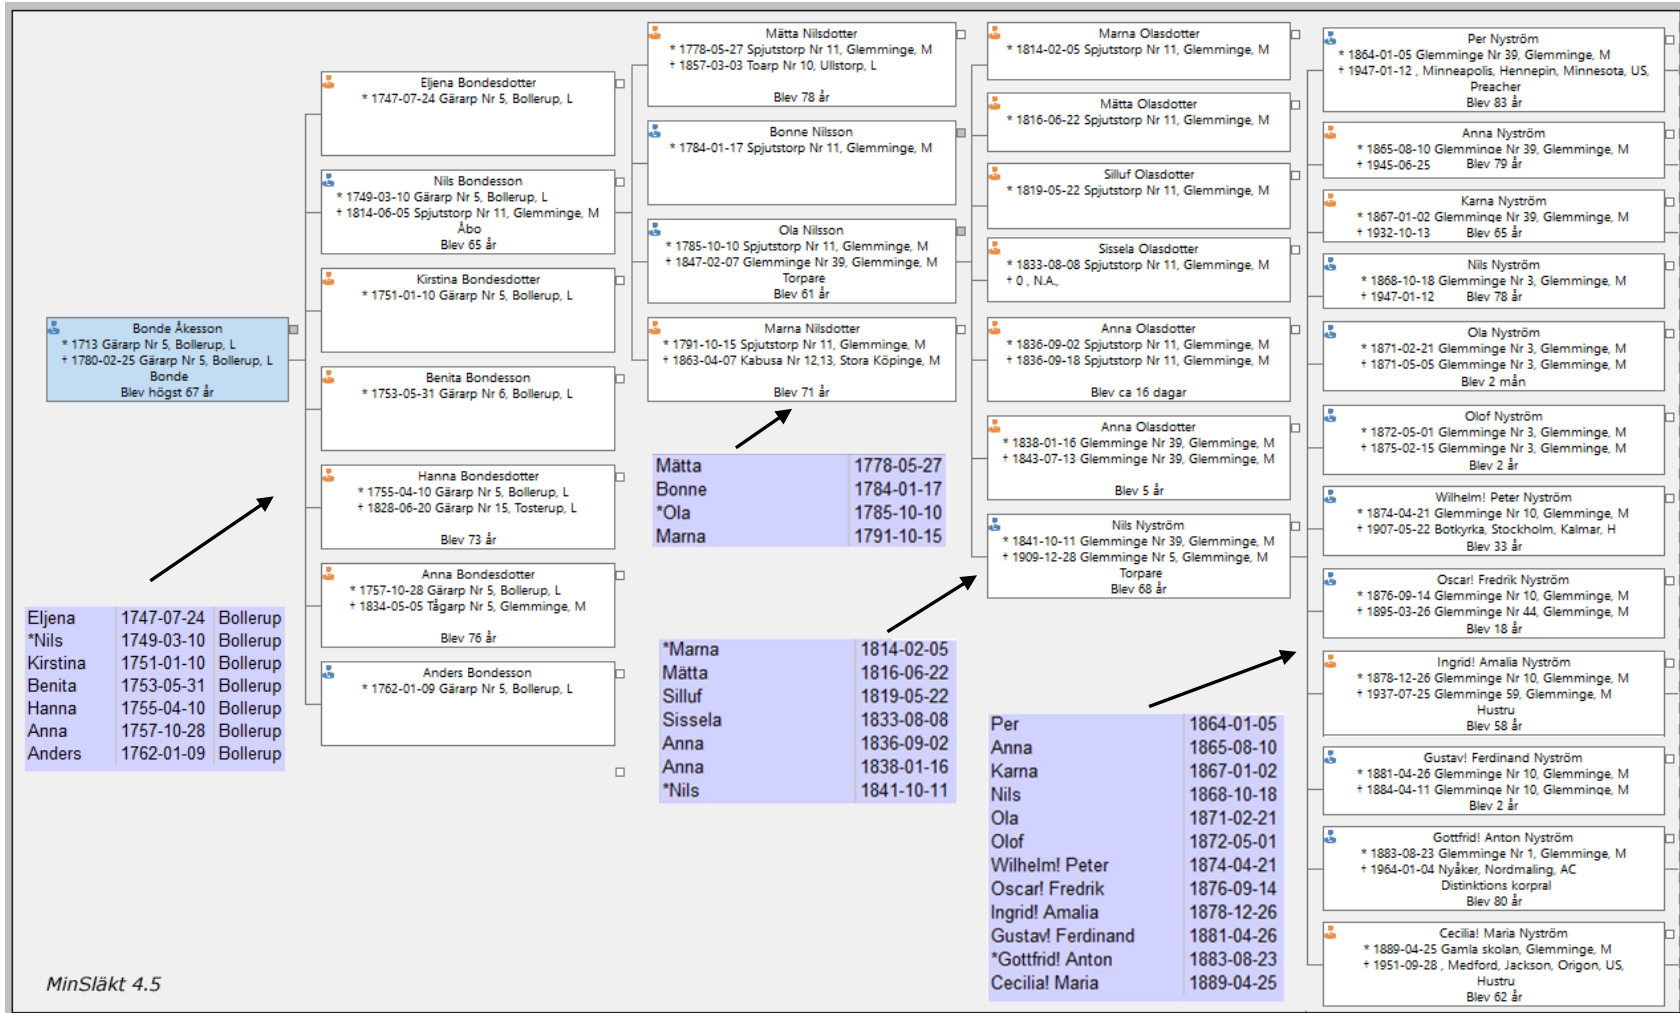 Bonde Åkesson
* 1713 Gärarp Nr 5, Bollerup, L
† 1780-02-25 Gärarp Nr 5, Bollerup, L
Bonde
Blev högst 67 år
Eljena Bondesdotter
* 1747-07-24 Gärarp Nr 5, Bollerup, L
Nils Bondesson
* 1749-03-10 Gärarp Nr 5, Bollerup, L
† 1814-06-05 Spjutstorp Nr 11, Glemminge, M
Åbo
Blev 65 år
Kirstina Bondesdotter
* 1751-01-10 Gärarp Nr 5, Bollerup, L
Benita Bondesson
* 1753-05-31 Gärarp Nr 6, Bollerup, L
Hanna Bondesdotter
* 1755-04-10 Gärarp Nr 5, Bollerup, L
† 1828-06-20 Gärarp Nr 15, Tosterup, L
Blev 73 år
Anna Bondesdotter
* 1757-10-28 Gärarp Nr 5, Bollerup, L
† 1834-05-05 Tågarp Nr 5, Glemminge, M
Blev 76 år
Anders Bondesson
* 1762-01-09 Gärarp Nr 5, Bollerup, L
Eljena 1747-07-24 Bollerup
*Nils 1749-03-10 Bollerup
Kirstina 1751-01-10 Bollerup
Benita 1753-05-31 Bollerup
Hanna 1755-04-10 Bollerup
Anna 1757-10-28 Bollerup
Anders 1762-01-09 Bollerup
Mätta Nilsdotter
* 1778-05-27 Spjutstorp Nr 11, Glemminge, M
† 1857-03-03 Toarp Nr 10, Ullstorp, L
Blev 78 år
Bonne Nilsson
* 1784-01-17 Spjutstorp Nr 11, Glemminge, M
Ola Nilsson
* 1785-10-10 Spjutstorp Nr 11, Glemminge, M
† 1847-02-07 Glemminge Nr 39, Glemminge, M
Torpare
Blev 61 år
Marna Nilsdotter
* 1791-10-15 Spjutstorp Nr 11, Glemminge, M
† 1863-04-07 Kabusa Nr 12,13, Stora Köpinge, M
Blev 71 år
Mätta 1778-05-27
Bonne 1784-01-17
*Ola 1785-10-10
Marna 1791-10-15
Marna Olasdotter
* 1814-02-05 Spjutstorp Nr 11, Glemminge, M
Mätta Olasdotter
* 1816-06-22 Spjutstorp Nr 11, Glemminge, M
Silluf Olasdotter
* 1819-05-22 Spjutstorp Nr 11, Glemminge, M
Sissela Olasdotter
* 1833-08-08 Spjutstorp Nr 11, Glemminge, M
† 0 , N.A.,
Anna Olasdotter
* 1836-09-02 Spjutstorp Nr 11, Glemminge, M
† 1836-09-18 Spjutstorp Nr 11, Glemminge, M
Blev ca 16 dagar
Anna Olasdotter
* 1838-01-16 Glemminge Nr 39, Glemminge, M
† 1843-07-13 Glemminge Nr 39, Glemminge, M
Blev 5 år
Nils Nyström
* 1841-10-11 Glemminge Nr 39, Glemminge, M
† 1909-12-28 Glemminge Nr 5, Glemminge, M
Torpare
Blev 68 år
*Marna 1814-02-05
Mätta 1816-06-22
Silluf 1819-05-22
Sissela 1833-08-08
Anna 1836-09-02
Anna 1838-01-16
*Nils 1841-10-11
Per Nyström
* 1864-01-05 Glemminge Nr 39, Glemminge, M
† 1947-01-12 , Minneapolis, Hennepin, Minnesota, US,
Preacher
Blev 83 år
Anna Nyström
* 1865-08-10 Glemminge Nr 39, Glemminge, M
† 1945-06-25 Blev 79 år
Karna Nyström
* 1867-01-02 Glemminge Nr 39, Glemminge, M
† 1932-10-13 Blev 65 år
Nils Nyström
* 1868-10-18 Glemminge Nr 3, Glemminge, M
† 1947-01-12 Blev 78 år
Ola Nyström
* 1871-02-21 Glemminge Nr 3, Glemminge, M
† 1871-05-05 Glemminge Nr 3, Glemminge, M
Blev 2 mån
Olof Nyström
* 1872-05-01 Glemminge Nr 3, Glemminge, M
† 1875-02-15 Glemminge Nr 3, Glemminge, M
Blev 2 år
Wilhelm! Peter Nyström
* 1874-04-21 Glemminge Nr 10, Glemminge, M
† 1907-05-22 Botkyrka, Stockholm, Kalmar, H
Blev 33 år
Oscar! Fredrik Nyström
* 1876-09-14 Glemminge Nr 10, Glemminge, M
† 1895-03-26 Glemminge Nr 44, Glemminge, M
Blev 18 år
Ingrid! Amalia Nyström
* 1878-12-26 Glemminge Nr 10, Glemminge, M
† 1937-07-25 Glemminge 59, Glemminge, M
Hustru
Blev 58 år
Gustav! Ferdinand Nyström
* 1881-04-26 Glemminge Nr 10, Glemminge, M
† 1884-04-11 Glemminge Nr 10, Glemminge, M
Blev 2 år
Gottfrid! Anton Nyström
* 1883-08-23 Glemminge Nr 1, Glemminge, M
† 1964-01-04 Nyåker, Nordmaling, AC
Distinktions korpral
Blev 80 år
Cecilia! Maria Nyström
* 1889-04-25 Gamla skolan, Glemminge, M
† 1951-09-28 , Medford, Jackson, Origon, US,
Hustru
Blev 62 år
Per 1864-01-05
Anna 1865-08-10
Karna 1867-01-02
Nils 1868-10-18
Ola 1871-02-21
Olof 1872-05-01
Wilhelm! Peter 1874-04-21
Oscar! Fredrik 1876-09-14
Ingrid! Amalia 1878-12-26
Gustav! Ferdinand 1881-04-26
*Gottfrid! Anton 1883-08-23
Cecilia! Maria 1889-04-25
MinSläkt 4.5